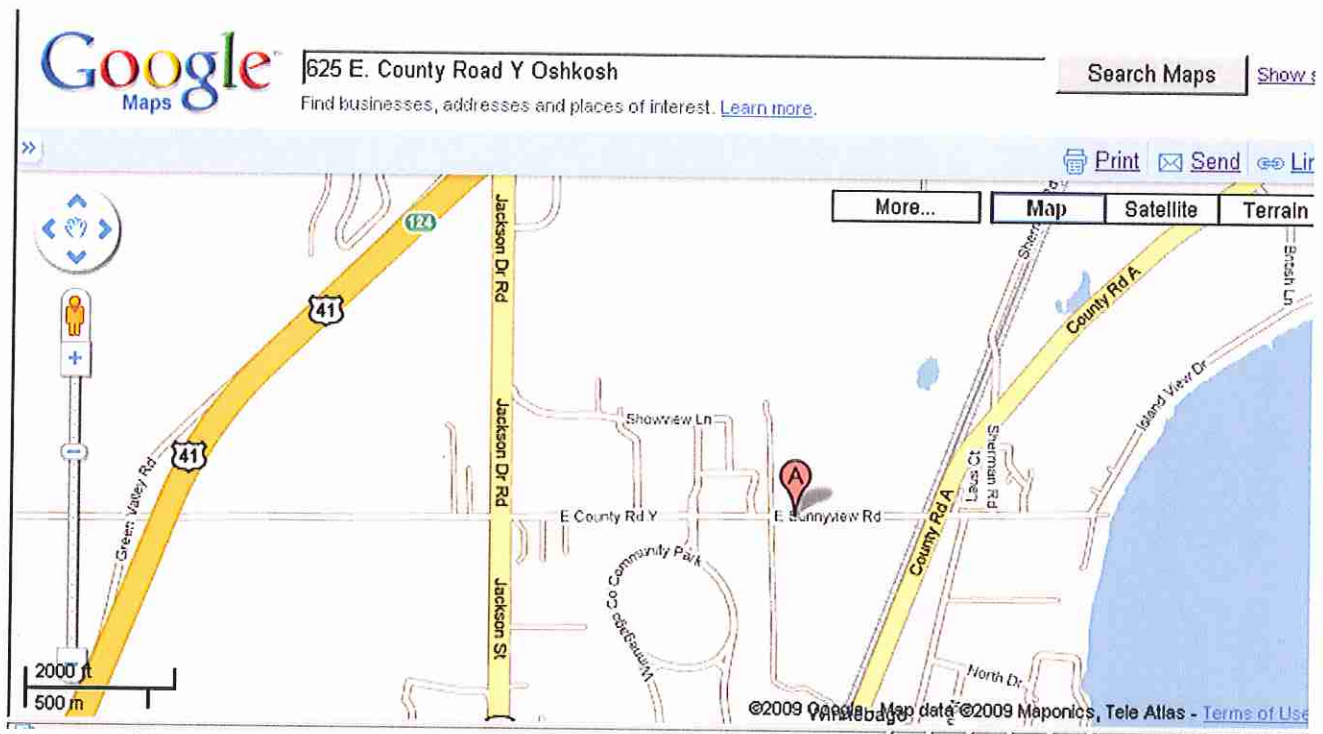 Google
Maps
625 E. County Road Y Oshkosh
Search Maps
Show
Find businesses, addresses and places of interest. Learn more.
»
Print
Send
More...
Map
Satellite
Terrain
124
41
41
Jackson Dr Rd
Jackson Dr Rd
Jackson St
County Rd A
County Rd A
British Ln
Island View Dr
Showview Ln
Sherman Rd
Green Valley Rd
A
E County Rd Y
E Sunnyview Rd
Winnebago Co Community Park
North Dr
2000 ft
500 m
©2009 Google - Map data ©2009 Maponics, Tele Atlas - Terms of Use